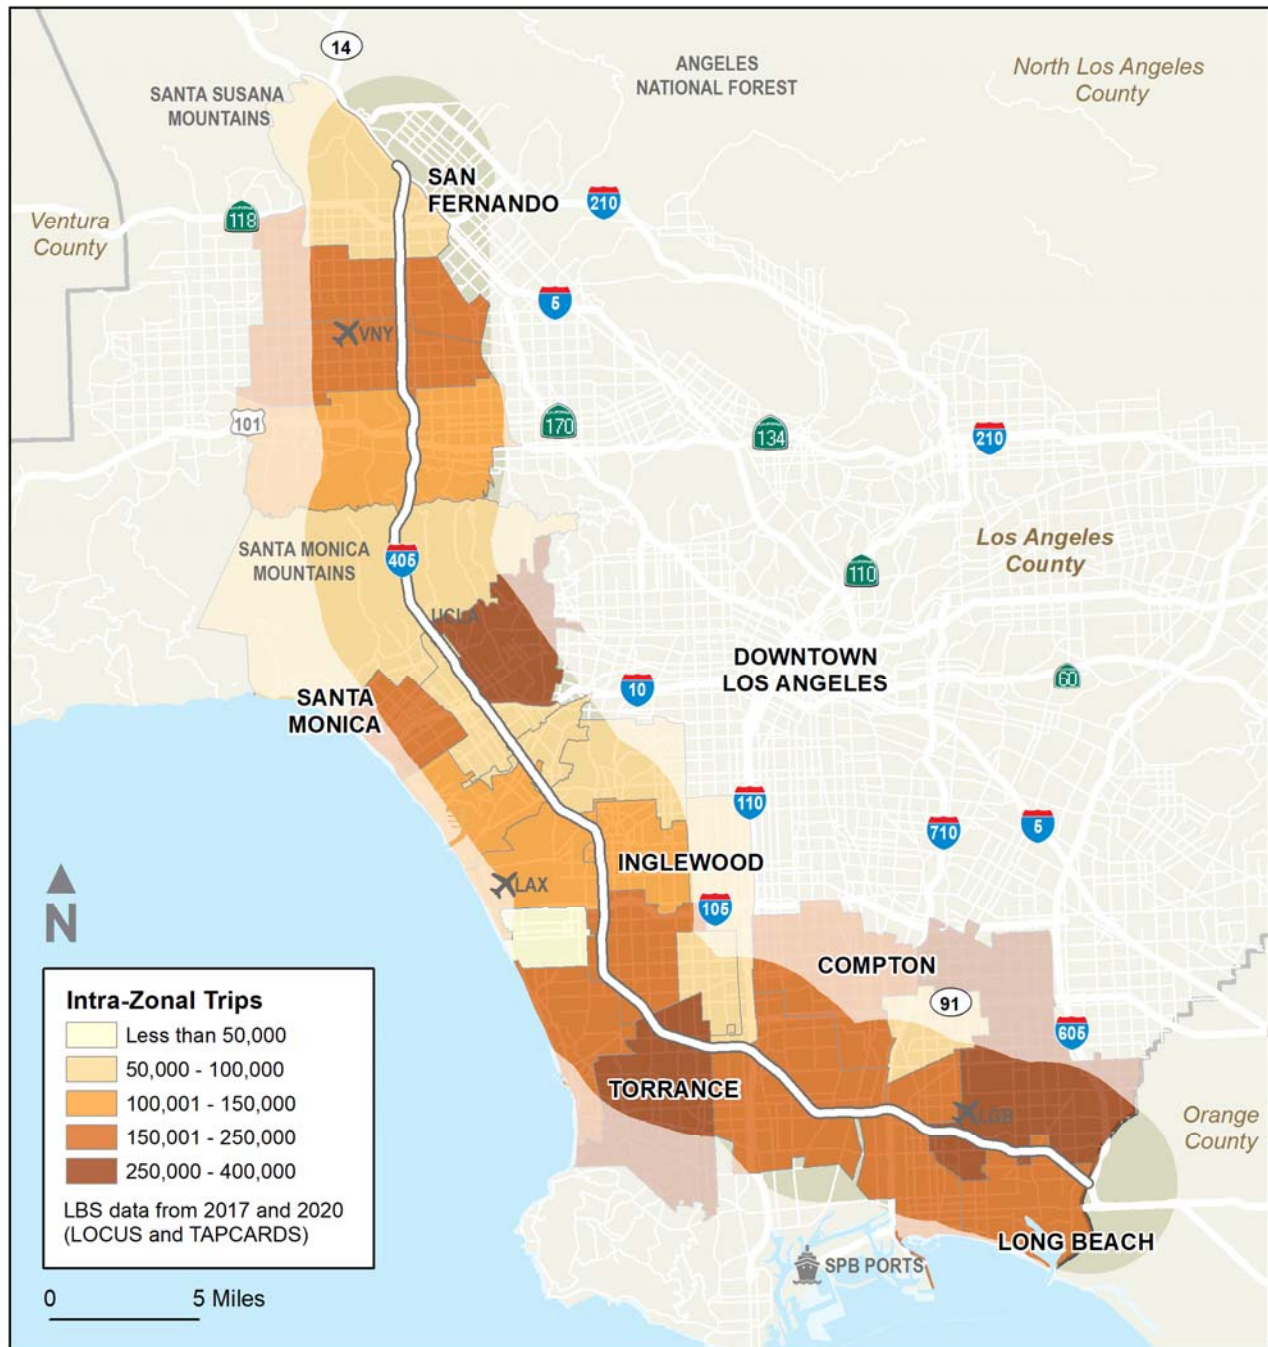 14
ANGELES
NATIONAL FOREST
North Los Angeles
County
SANTA SUSANA
MOUNTAINS
SAN
FERNANDO
210
118
Ventura
County
5
VNY
101
170
134
210
SANTA MONICA
MOUNTAINS
405
Los Angeles
County
110
UCLA
DOWNTOWN
LOS ANGELES
60
10
SANTA
MONICA
110
710
5
INGLEWOOD
LAX
105
N
COMPTON
91
605
Intra-Zonal Trips
Less than 50,000
50,000 - 100,000
100,001 - 150,000
150,001 - 250,000
250,000 - 400,000
LBS data from 2017 and 2020
(LOCUS and TAPCARDS)
TORRANCE
LGB
Orange
County
LONG BEACH
SPB PORTS
0
5 Miles